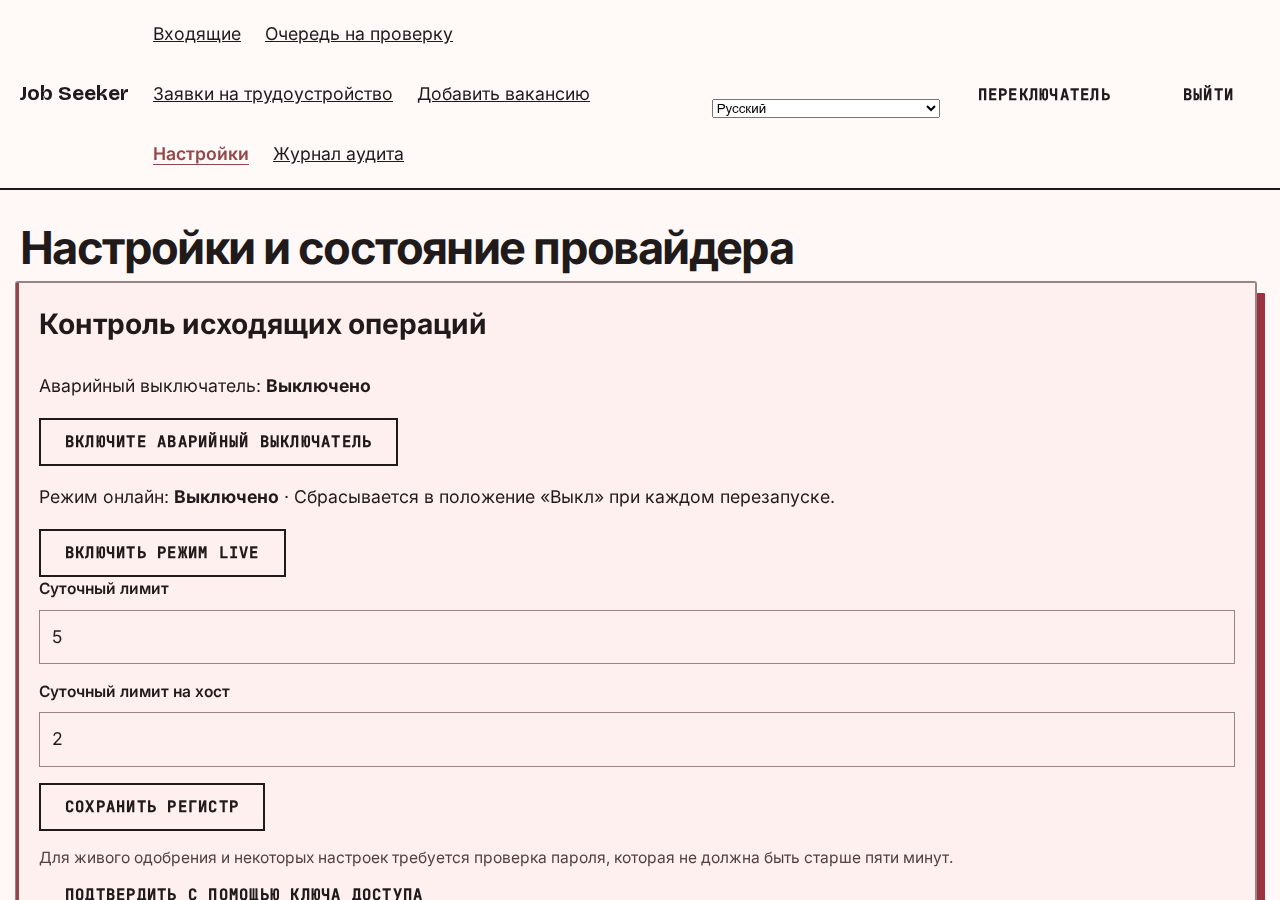 Входящие Очередь на проверку
Job Seeker Заявки на трудоустройство Добавить вакансию Русский ПЕРЕКЛЮЧАТЕЛЬ ВЫЙТИ
Настройки Журнал аудита
Настройки и состояние провайдера
Контроль исходящих операций
Аварийный выключатель: Выключено
ВКЛЮЧИТЕ АВАРИЙНЫЙ ВЫКЛЮЧАТЕЛЬ
Режим онлайн: Выключено · Сбрасывается в положение «Выкл» при каждом перезапуске.
ВКЛЮЧИТЬ РЕЖИМ LIVE
Суточный лимит
5
Суточный лимит на хост
2
СОХРАНИТЬ РЕГИСТР
Для живого одобрения и некоторых настроек требуется проверка пароля, которая не должна быть старше пяти минут.
ПОДТВЕРДИТЬ С ПОМОЩЬЮ КЛЮЧА ДОСТУПА